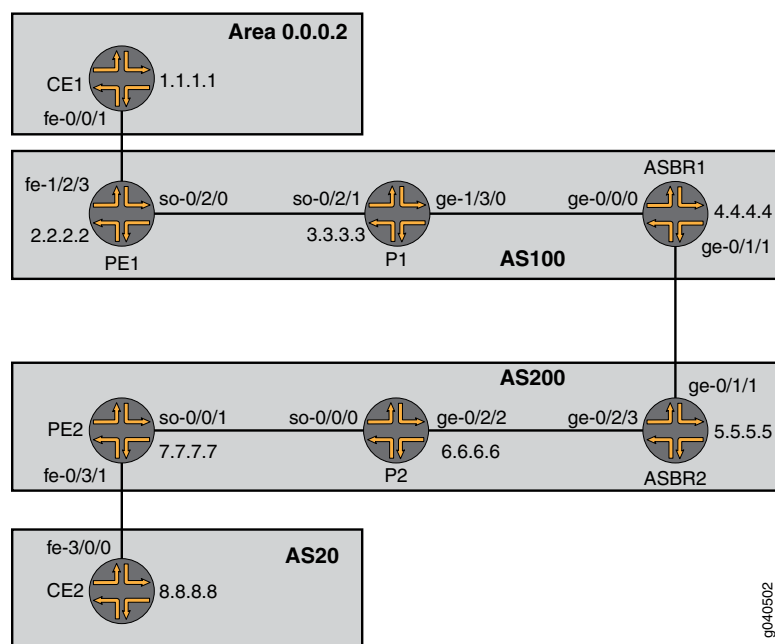 Area 0.0.0.2
CE1
1.1.1.1
fe-0/0/1
ASBR1
fe-1/2/3
so-0/2/0
so-0/2/1
ge-1/3/0
ge-0/0/0
4.4.4.4
2.2.2.2
3.3.3.3
ge-0/1/1
PE1
P1
AS100
AS200
ge-0/1/1
PE2
so-0/0/1
so-0/0/0
ge-0/2/2
ge-0/2/3
5.5.5.5
7.7.7.7
6.6.6.6
fe-0/3/1
P2
ASBR2
fe-3/0/0
AS20
CE2
8.8.8.8
g040502